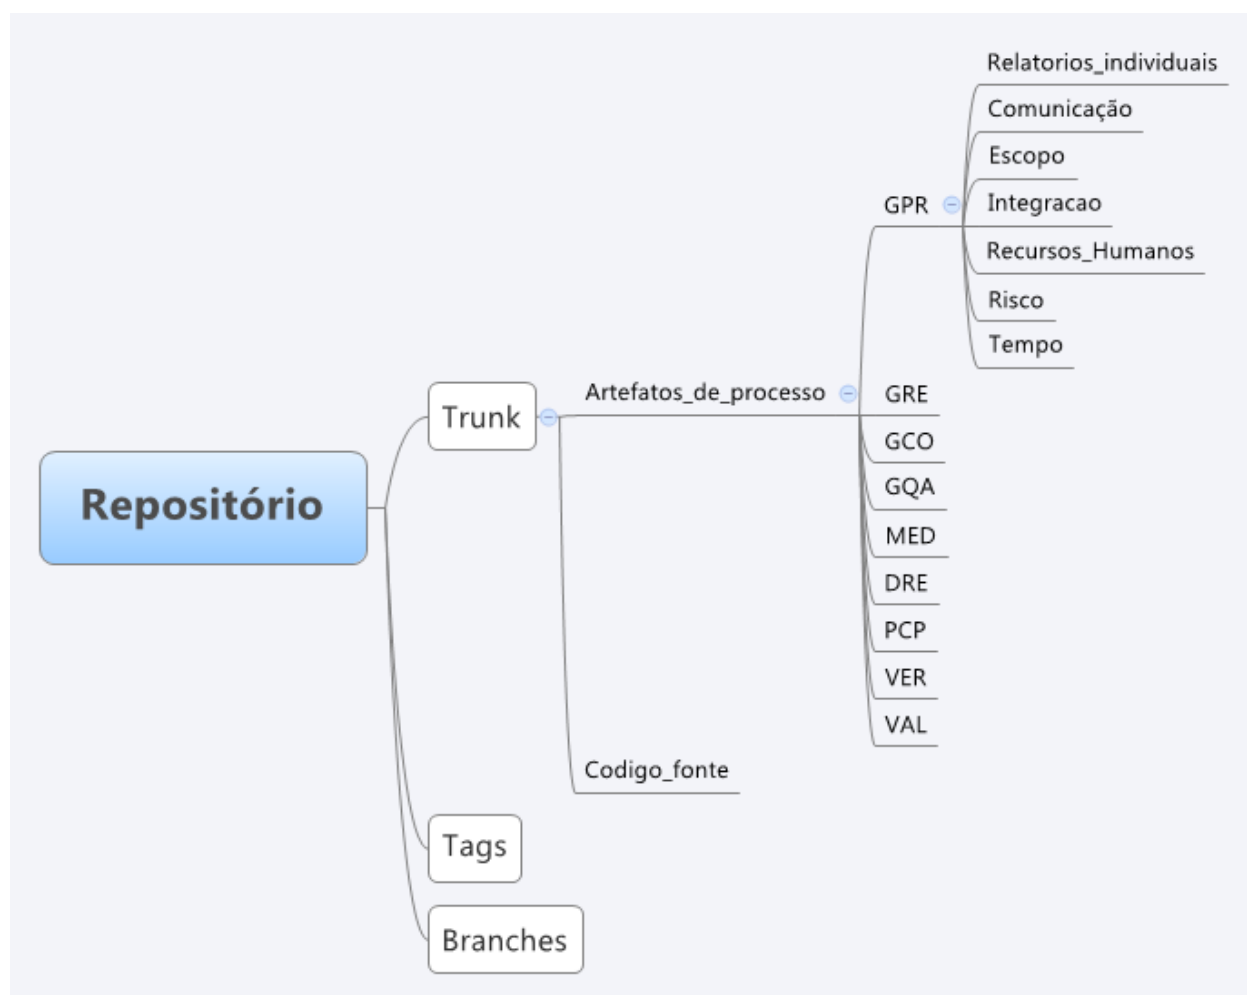 Repositório
Trunk
Artefatos_de_processo
GPR
Relatorios_individuais
Comunicação
Escopo
Integracao
Recursos_Humanos
Risco
Tempo
GRE
GCO
GQA
MED
DRE
PCP
VER
VAL
Codigo_fonte
Tags
Branches